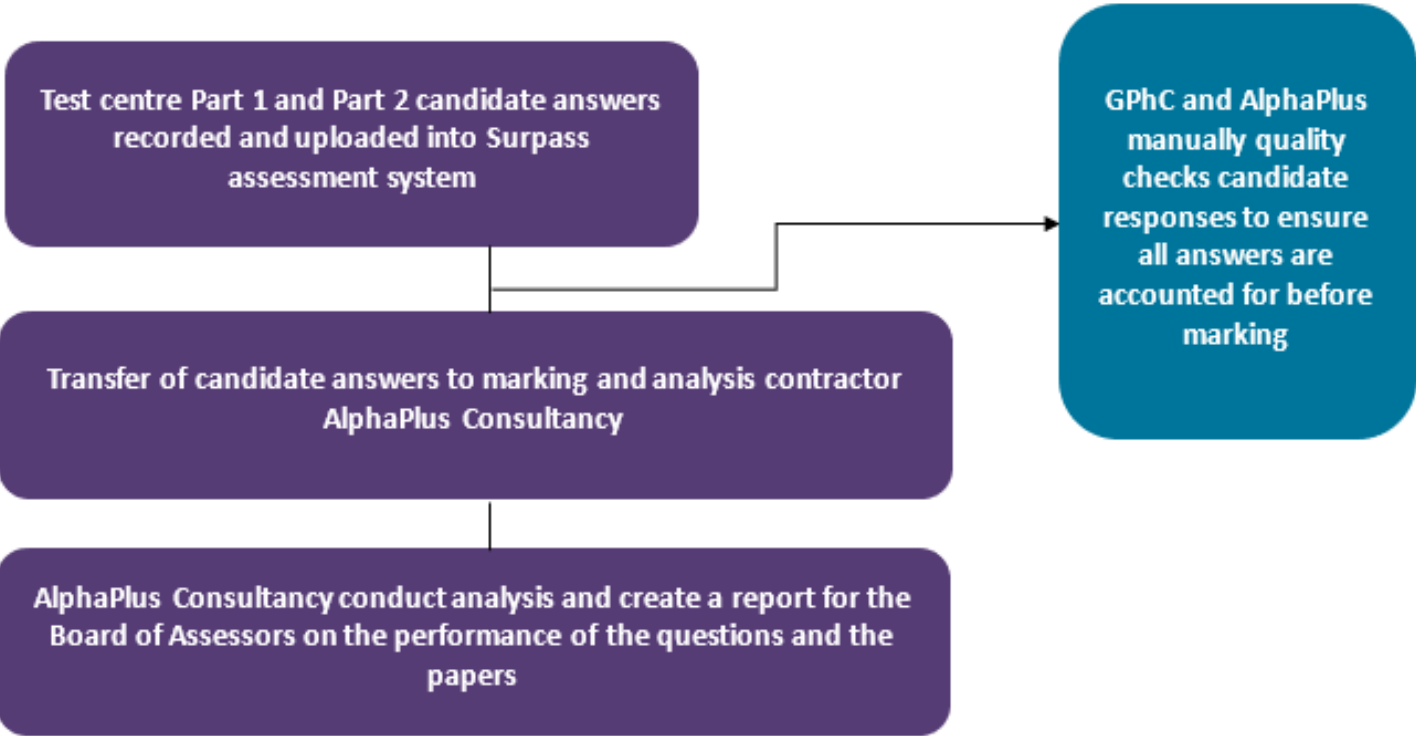 Test centre Part 1 and Part 2 candidate answers
recorded and uploaded into Surpass
assessment system
GPhC and AlphaPlus
manually quality
checks candidate
responses to ensure
all answers are
accounted for before
marking
Transfer of candidate answers to marking and analysis contractor
AlphaPlus Consultancy
AlphaPlus Consultancy conduct analysis and create a report for the
Board of Assessors on the performance of the questions and the
papers